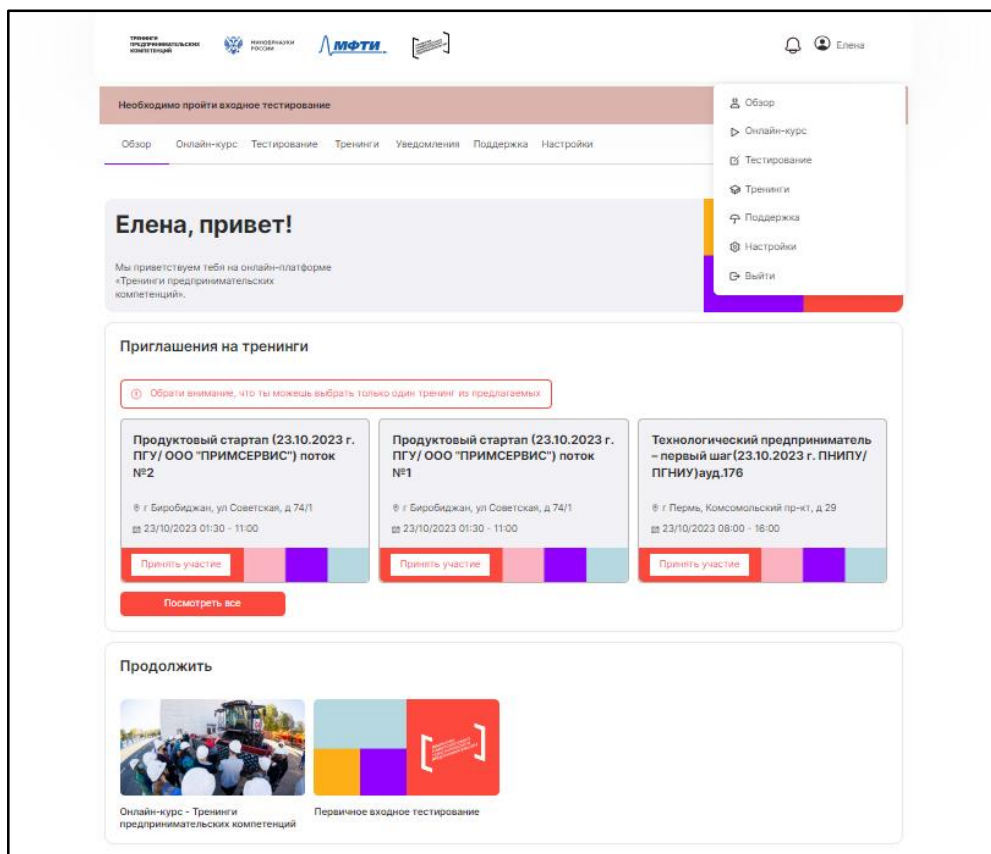 ТРЕНИНГИ
ПРЕДПРИНИМАТЕЛЬСКИХ
КОМПЕТЕНЦИЙ
МИНОБРНАУКИ
РОССИИ
МФТИ
Елена
Необходимо пройти входное тестирование
Обзор
Онлайн-курс
Тестирование
Тренинги
Поддержка
Настройки
Выйти
Обзор Онлайн-курс Тестирование Тренинги Уведомления Поддержка Настройки
Елена, привет!
Мы приветствуем тебя на онлайн-платформе
«Тренинги предпринимательских
компетенций».
Приглашения на тренинги
Обрати внимание, что ты можешь выбрать только один тренинг из предлагаемых
Продуктовый стартап (23.10.2023 г.
ПГУ/ ООО "ПРИМСЕРВИС") поток
№2
г Биробиджан, ул Советская, д 74/1
23/10/2023 01:30 - 11:00
Принять участие
Продуктовый стартап (23.10.2023 г.
ПГУ/ ООО "ПРИМСЕРВИС") поток
№1
г Биробиджан, ул Советская, д 74/1
23/10/2023 01:30 - 11:00
Принять участие
Технологический предприниматель
– первый шаг(23.10.2023 г. ПНИПУ/
ПГНИУ)ауд.176
г Пермь, Комсомольский пр-кт, д 29
23/10/2023 08:00 - 16:00
Принять участие
Посмотреть все
Продолжить
Онлайн-курс - Тренинги
предпринимательских компетенций
Первичное входное тестирование